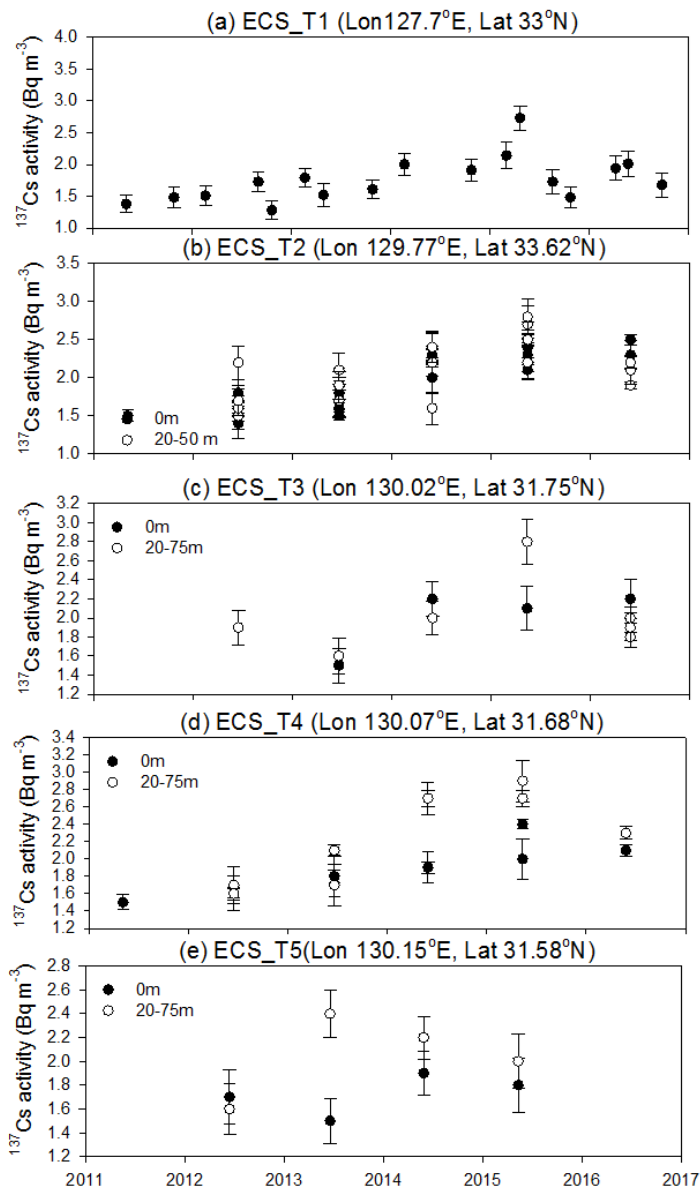 (a) ECS_T1 (Lon127.7°E, Lat 33°N)
¹³⁷Cs activity (Bq m⁻³)
4.0
3.5
3.0
2.5
2.0
1.5
1.0
(b) ECS_T2 (Lon 129.77°E, Lat 33.62°N)
¹³⁷Cs activity (Bq m⁻³)
3.5
3.0
2.5
2.0
1.5
1.0
0m
20-50 m
(c) ECS_T3 (Lon 130.02°E, Lat 31.75°N)
¹³⁷Cs activity (Bq m⁻³)
3.2
3.0
2.8
2.6
2.4
2.2
2.0
1.8
1.6
1.4
1.2
0m
20-75m
(d) ECS_T4 (Lon 130.07°E, Lat 31.68°N)
¹³⁷Cs activity (Bq m⁻³)
3.4
3.2
3.0
2.8
2.6
2.4
2.2
2.0
1.8
1.6
1.4
1.2
0m
20-75m
(e) ECS_T5(Lon 130.15°E, Lat 31.58°N)
¹³⁷Cs activity (Bq m⁻³)
2.8
2.6
2.4
2.2
2.0
1.8
1.6
1.4
1.2
0m
20-75m
2011 2012 2013 2014 2015 2016 2017